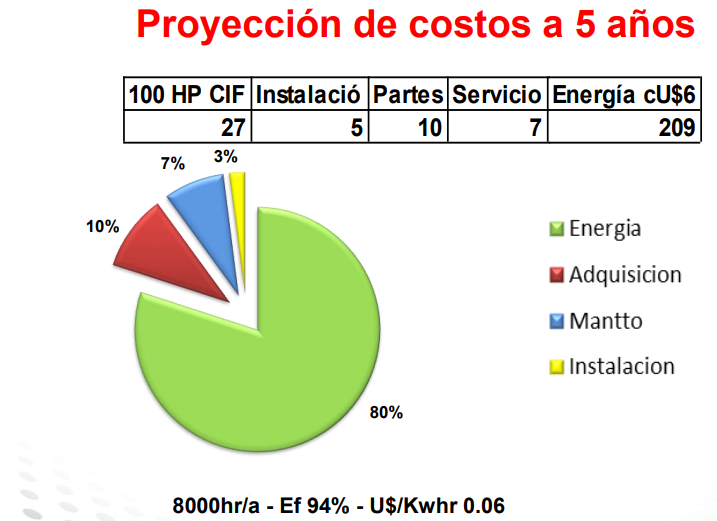 Proyección de costos a 5 años
100 HP CIF Instalació Partes Servicio Energía cU$6
27 5 10 7 209
7% 3%
10%
80%
Energia
Adquisicion
Mantto
Instalacion
8000hr/a - Ef 94% - U$/Kwhr 0.06